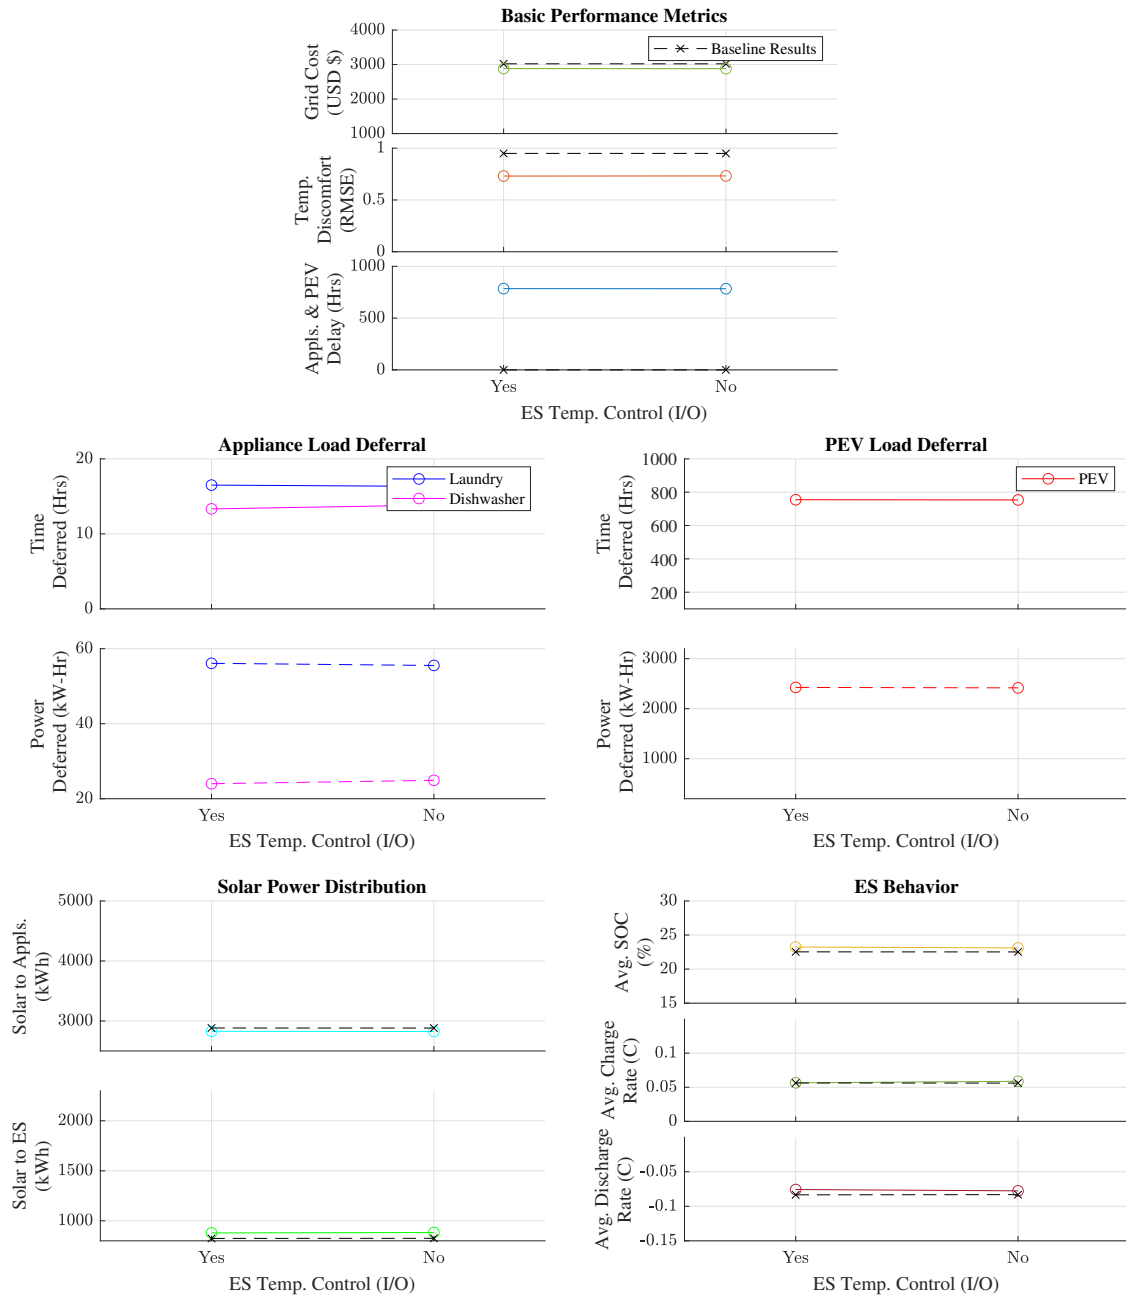 Basic Performance Metrics
Grid Cost
(USD $)
4000
3000
2000
1000
Baseline Results
Temp.
Discomfort
(RMSE)
1
0.5
0
Appls. & PEV
Delay (Hrs)
1000
500
0
Yes
No
ES Temp. Control (I/O)
Appliance Load Deferral
Time
Deferred (Hrs)
20
10
0
Laundry
Dishwasher
Power
Deferred (kW-Hr)
60
40
20
Yes
No
ES Temp. Control (I/O)
PEV Load Deferral
Time
Deferred (Hrs)
1000
800
600
400
200
PEV
Power
Deferred (kW-Hr)
3000
2000
1000
Yes
No
ES Temp. Control (I/O)
Solar Power Distribution
Solar to Appls.
(kWh)
5000
4000
3000
Solar to ES
(kWh)
2000
1500
1000
Yes
No
ES Temp. Control (I/O)
ES Behavior
Avg. SOC
(%)
30
25
20
15
Avg. Charge
Rate (C)
0.1
0.05
0
Avg. Discharge
Rate (C)
-0.05
-0.1
-0.15
Yes
No
ES Temp. Control (I/O)